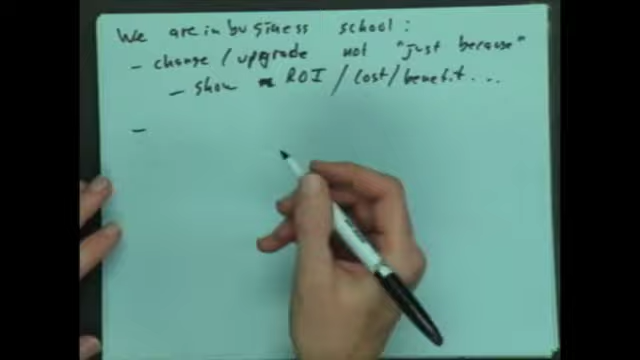 We are in business school:
- change / upgrade not "just because"
- show ROI / cost/benefit...
-